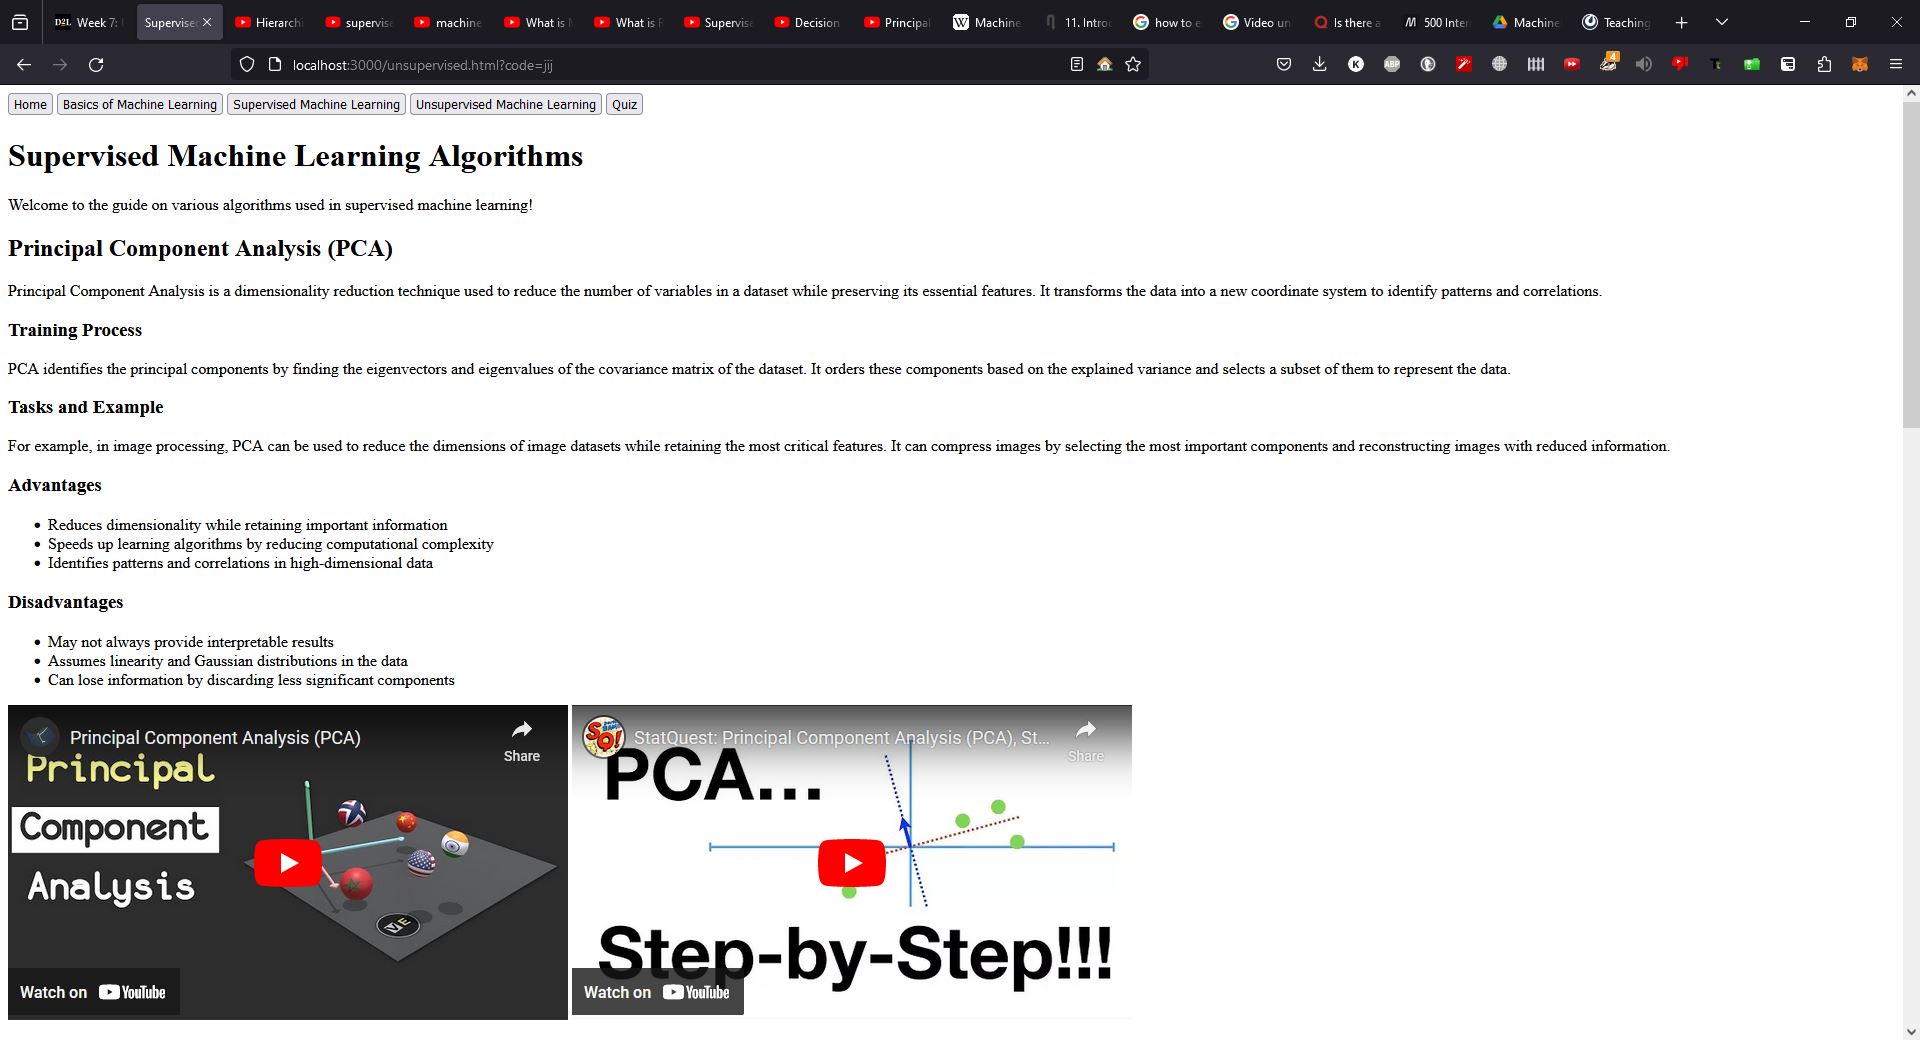 D2L Week 7:
Supervised
Hierarchi
supervise
machine
What is
What is
Supervise
Decision
Principal
W Machine
11. Introd
how to e
Video un
Is there a
M 500 Inter
Machine
Teaching
localhost:3000/unsupervised.html?code=jij
K
ABP
4
Home
Basics of Machine Learning
Supervised Machine Learning
Unsupervised Machine Learning
Quiz
Supervised Machine Learning Algorithms
Welcome to the guide on various algorithms used in supervised machine learning!
Principal Component Analysis (PCA)
Principal Component Analysis is a dimensionality reduction technique used to reduce the number of variables in a dataset while preserving its essential features. It transforms the data into a new coordinate system to identify patterns and correlations.
Training Process
PCA identifies the principal components by finding the eigenvectors and eigenvalues of the covariance matrix of the dataset. It orders these components based on the explained variance and selects a subset of them to represent the data.
Tasks and Example
For example, in image processing, PCA can be used to reduce the dimensions of image datasets while retaining the most critical features. It can compress images by selecting the most important components and reconstructing images with reduced information.
Advantages
• Reduces dimensionality while retaining important information
• Speeds up learning algorithms by reducing computational complexity
• Identifies patterns and correlations in high-dimensional data
Disadvantages
• May not always provide interpretable results
• Assumes linearity and Gaussian distributions in the data
• Can lose information by discarding less significant components
Principal Component Analysis (PCA)
Share
Principal
Component
Analysis
Watch on YouTube
SQ!
StatQuest: Principal Component Analysis (PCA), St...
Share
PCA...
Step-by-Step!!!
Watch on YouTube